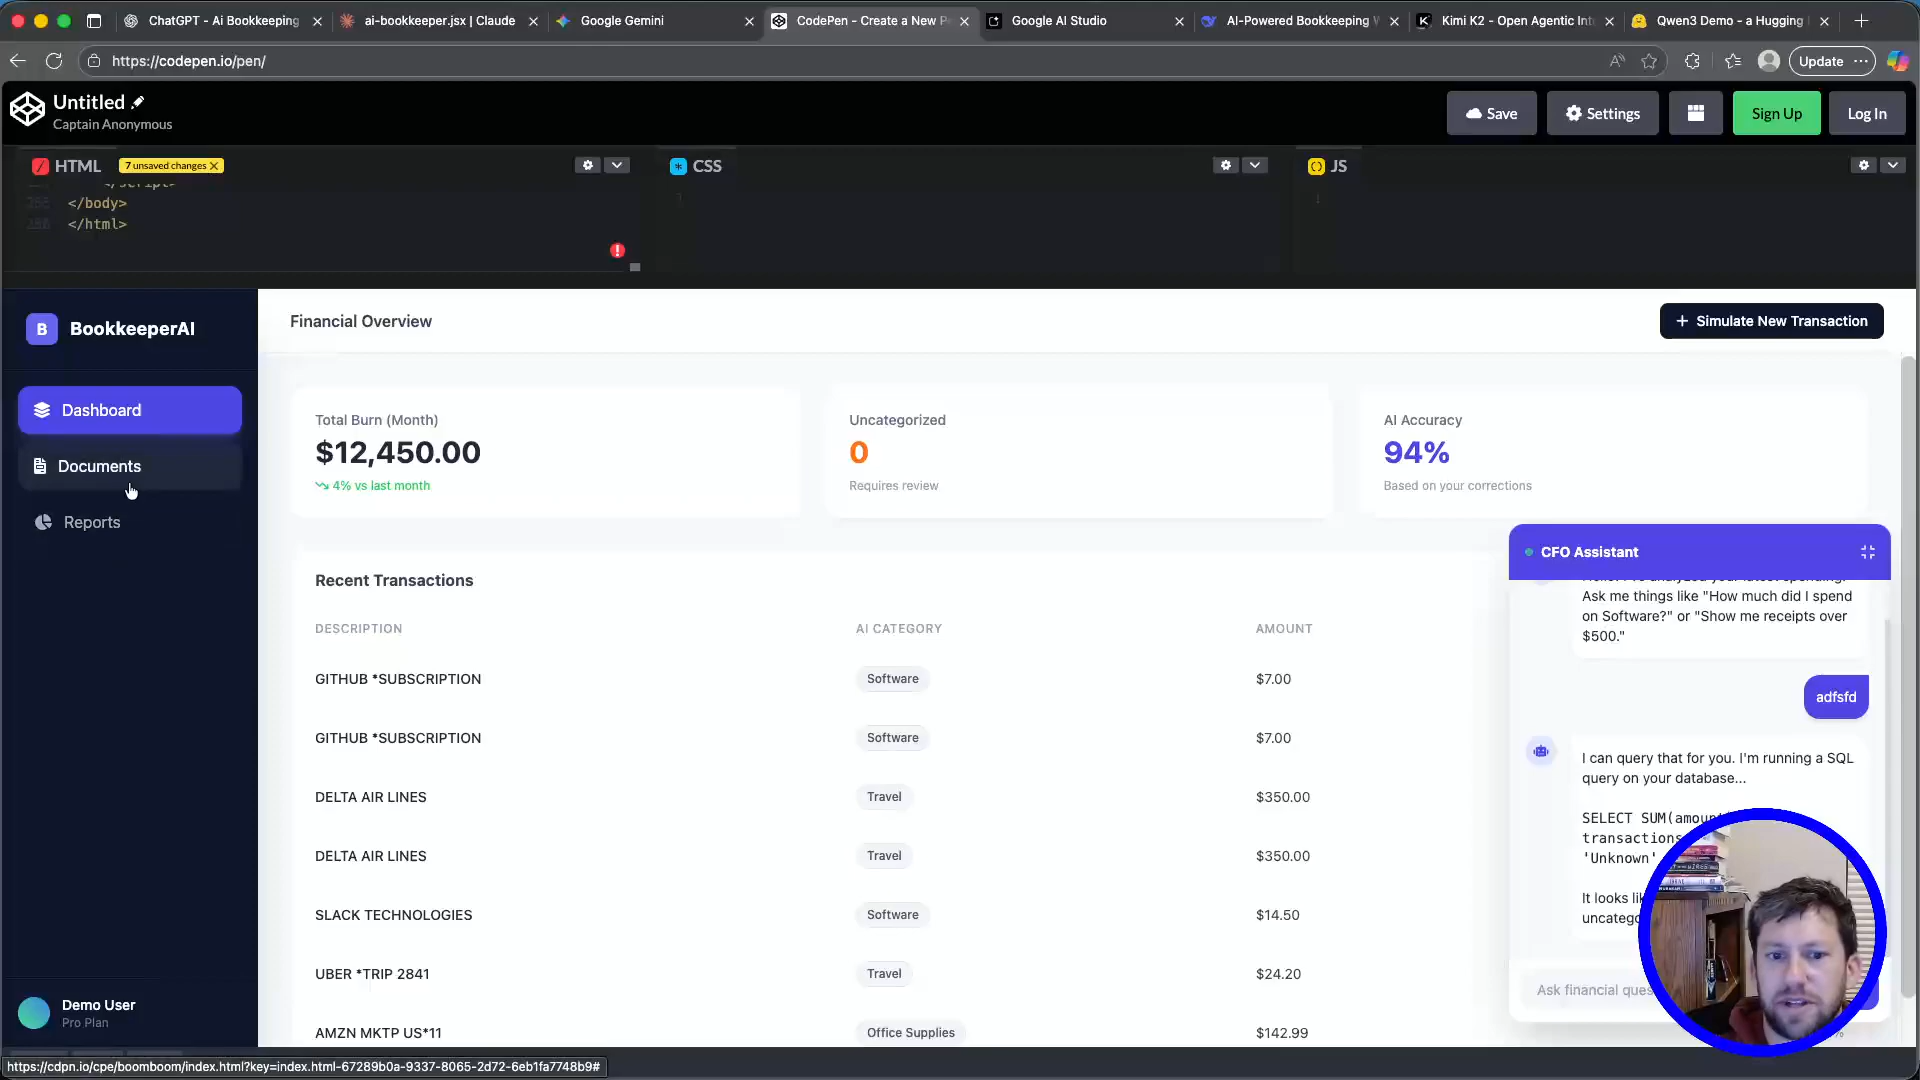 ChatGPT - Ai Bookkeeping
ai-bookkeeper.jsx | Claude
Google Gemini
CodePen - Create a New P
Google AI Studio
AI-Powered Bookkeeping
Kimi K2 - Open Agentic Int
Qwen3 Demo - a Hugging
https://codepen.io/pen/
Update
Untitled
Captain Anonymous
Save
Settings
Sign Up
Log In
HTML
7 unsaved changes
CSS
JS
</script>
285 </body>
286 </html>
1
1
B
BookkeeperAI
Financial Overview
+ Simulate New Transaction
Dashboard
Documents
Reports
Total Burn (Month)
$12,450.00
4% vs last month
Uncategorized
0
Requires review
AI Accuracy
94%
Based on your corrections
Recent Transactions
DESCRIPTION AI CATEGORY AMOUNT
GITHUB *SUBSCRIPTION Software $7.00
GITHUB *SUBSCRIPTION Software $7.00
DELTA AIR LINES Travel $350.00
DELTA AIR LINES Travel $350.00
SLACK TECHNOLOGIES Software $14.50
UBER *TRIP 2841 Travel $24.20
AMZN MKTP US*11 Office Supplies $142.99
CFO Assistant
Ask me things like "How much did I spend
on Software?" or "Show me receipts over
$500."
adfsfd
I can query that for you. I'm running a SQL
query on your database...
SELECT SUM(amount
transactions
'Unknown'
It looks
Ask financial
Demo User
Pro Plan
https://cdpn.io/cpe/boomboom/index.html?key=index.html-67289b0a-9337-8065-2d72-6eb1fa7748b9#